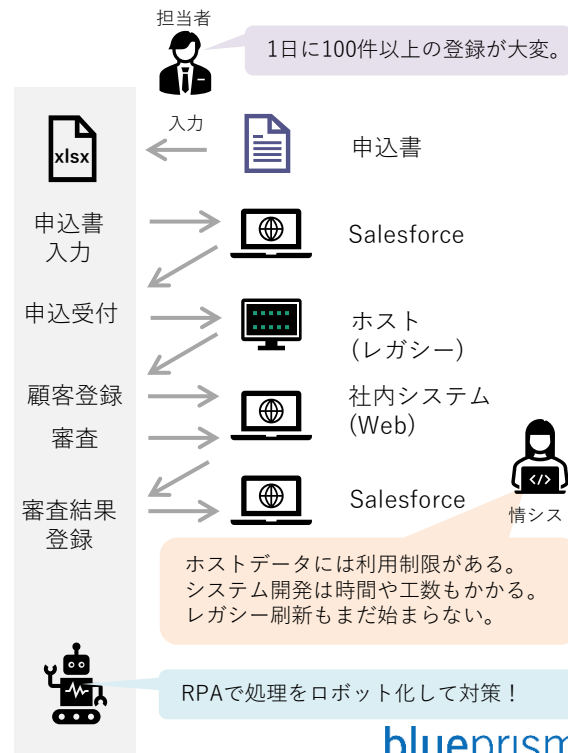 担当者
1日に100件以上の登録が大変。
入力
xlsx
申込書
申込書
入力
Salesforce
申込受付
ホスト
(レガシー)
顧客登録
審査
社内システム
(Web)
</>
情シス
審査結果
登録
Salesforce
ホストデータには利用制限がある。
システム開発は時間や工数もかかる。
レガシー刷新もまだ始まらない。
RPAで処理をロボット化して対策！
blueprism